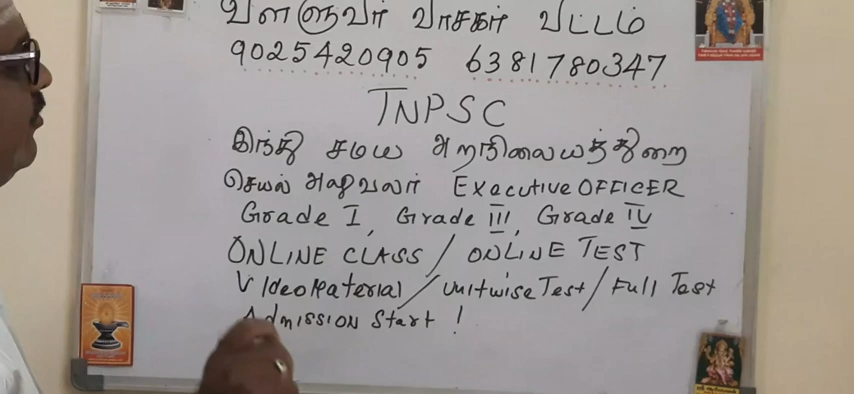 வள்ளுவர் வாசகர் வட்டம்
9025420905 6381780347
TNPSC
இந்து சமய அறநிலையத்துறை
செயல் அலுவலர் Executive OFFICER
Grade I, Grade III, Grade IV
ONLINE CLASS / ONLINE TEST
Video Material / Unitwise Test / Full Test
Admission Start !